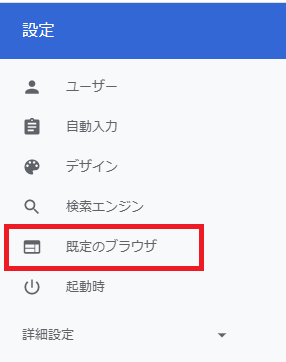 設定
ユーザー
自動入力
デザイン
検索エンジン
既定のブラウザ
起動時
詳細設定